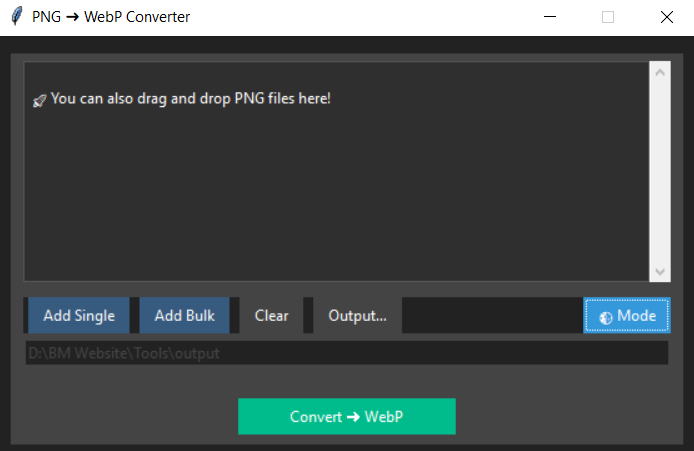 PNG ➜ WebP Converter
🚀 You can also drag and drop PNG files here!
Add Single Add Bulk Clear Output... 🌓 Mode
D:\BM Website\Tools\output
Convert ➜ WebP